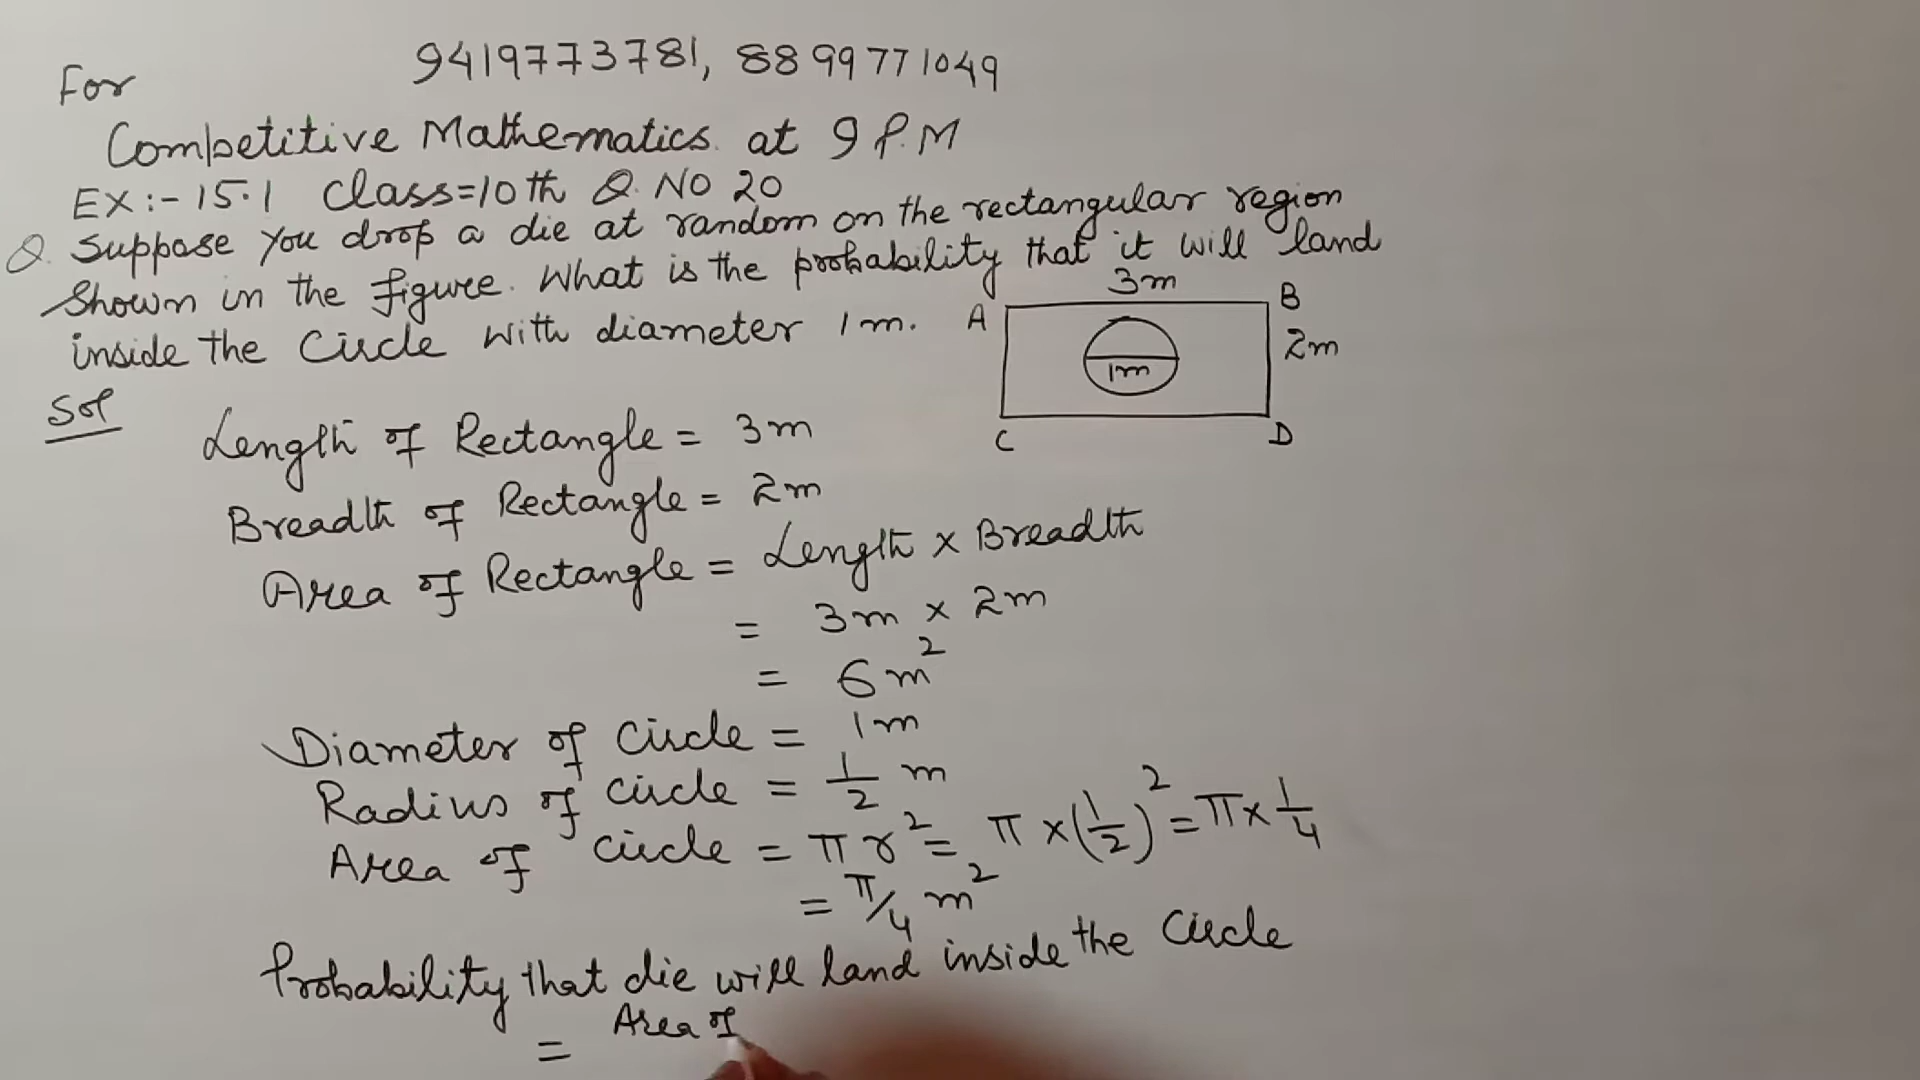 9419773781, 8899771049
For
Competitive Mathematics at 9 P.M
EX:- 15.1 Class=10th Q. NO 20
Q. Suppose you drop a die at random on the rectangular region
Shown in the figure. What is the probability that it will land
inside the Circle with diameter 1m.
3m
A B
2m
1m
C D
Sol
Length of Rectangle = 3m
Breadth of Rectangle = 2m
Area of Rectangle = Length × Breadth
= 3m × 2m
= 6m²
Diameter of Circle = 1m
Radius of circle = 1/2 m
Area of circle = πr² = π×(1/2)² = π×1/4
= π/4 m²
Probability that die will land inside the Circle
= Area of